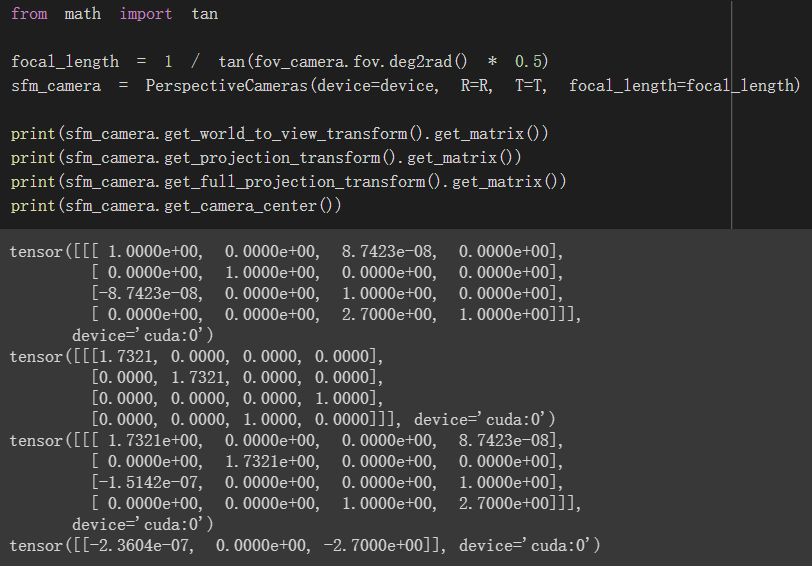 from math import tan
focal_length = 1 / tan(fov_camera.fov.deg2rad() * 0.5)
sfm_camera = PerspectiveCameras(device=device, R=R, T=T, focal_length=focal_length)
print(sfm_camera.get_world_to_view_transform().get_matrix())
print(sfm_camera.get_projection_transform().get_matrix())
print(sfm_camera.get_full_projection_transform().get_matrix())
print(sfm_camera.get_camera_center())
tensor([[[ 1.0000e+00, 0.0000e+00, 8.7423e-08, 0.0000e+00],
[ 0.0000e+00, 1.0000e+00, 0.0000e+00, 0.0000e+00],
[-8.7423e-08, 0.0000e+00, 1.0000e+00, 0.0000e+00],
[ 0.0000e+00, 0.0000e+00, 2.7000e+00, 1.0000e+00]]],
device='cuda:0')
tensor([[[1.7321, 0.0000, 0.0000, 0.0000],
[0.0000, 1.7321, 0.0000, 0.0000],
[0.0000, 0.0000, 0.0000, 1.0000],
[0.0000, 0.0000, 1.0000, 0.0000]]], device='cuda:0')
tensor([[[ 1.7321e+00, 0.0000e+00, 0.0000e+00, 8.7423e-08],
[ 0.0000e+00, 1.7321e+00, 0.0000e+00, 0.0000e+00],
[-1.5142e-07, 0.0000e+00, 0.0000e+00, 1.0000e+00],
[ 0.0000e+00, 0.0000e+00, 1.0000e+00, 2.7000e+00]]],
device='cuda:0')
tensor([[-2.3604e-07, 0.0000e+00, -2.7000e+00]], device='cuda:0')